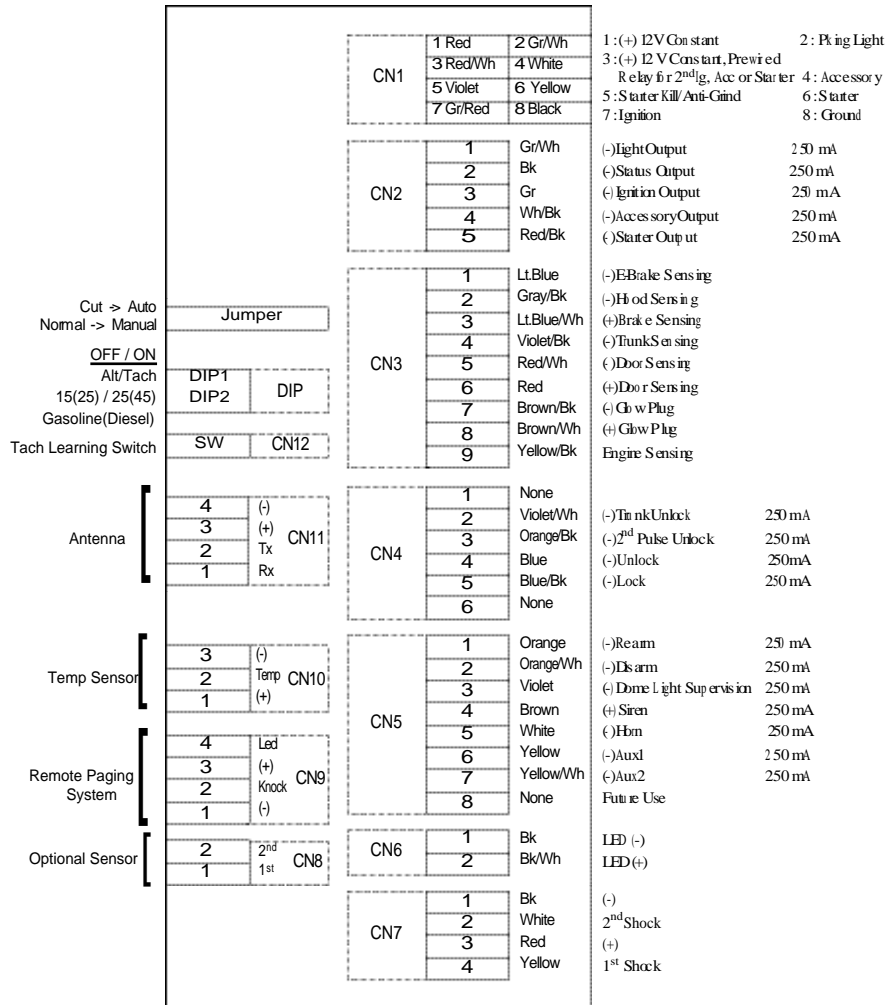 1 Red 2 Gr/Wh 1 : (+) 12V Constant 2 : Pking Light
3 Red/Wh 4 White 3 : (+) 12 V Constant, Prewired
CN1 Relay for 2nd Ig, Acc or Starter 4 : Accessory
5 Violet 6 Yellow 5 : Starter Kill/Anti-Grind 6 : Starter
7 Gr/Red 8 Black 7 : Ignition 8 : Ground
CN2
1 Gr/Wh (-)Light Output 250 mA
2 Bk (-)Status Output 250 mA
3 Gr (-) Ignition Output 250 mA
4 Wh/Bk (-)Accessory Output 250 mA
5 Red/Bk (-)Starter Output 250 mA
Cut -> Auto
Normal -> Manual
Jumper
OFF / ON
Alt/Tach DIP1
15(25) / 25(45) DIP2
Gasoline(Diesel)
DIP
Tach Learning Switch SW CN12
CN3
1 Lt.Blue (-)E-Brake Sensing
2 Gray/Bk (-)Hood Sensing
3 Lt.Blue/Wh (+)Brake Sensing
4 Violet/Bk (-)Trunk Sensing
5 Red/Wh (-)Door Sensing
6 Red (+)Door Sensing
7 Brown/Bk (-) Glow Plug
8 Brown/Wh (+) Glow Plug
9 Yellow/Bk Engine Sensing
Antenna
4 (-)
3 (+)
CN11
2 Tx
1 Rx
CN4
1 None
2 Violet/Wh (-)Trunk Unlock 250 mA
3 Orange/Bk (-)2nd Pulse Unlock 250 mA
4 Blue (-)Unlock 250mA
5 Blue/Bk (-)Lock 250 mA
6 None
Temp Sensor
3 (-)
2 Temp CN10
1 (+)
CN5
1 Orange (-)Rearm 250 mA
2 Orange/Wh (-)Disarm 250 mA
3 Violet (-) Dome Light Supervision 250 mA
4 Brown (+) Siren 250 mA
5 White (-)Horn 250 mA
6 Yellow (-)Aux1 250 mA
7 Yellow/Wh (-)Aux2 250 mA
8 None Future Use
Remote Paging
System
4 Led
3 (+)
CN9
2 Knock
1 (-)
Optional Sensor
2 2nd
CN8
1 1st
CN6
1 Bk LED (-)
2 Bk/Wh LED (+)
CN7
1 Bk (-)
2 White 2nd Shock
3 Red (+)
4 Yellow 1st Shock